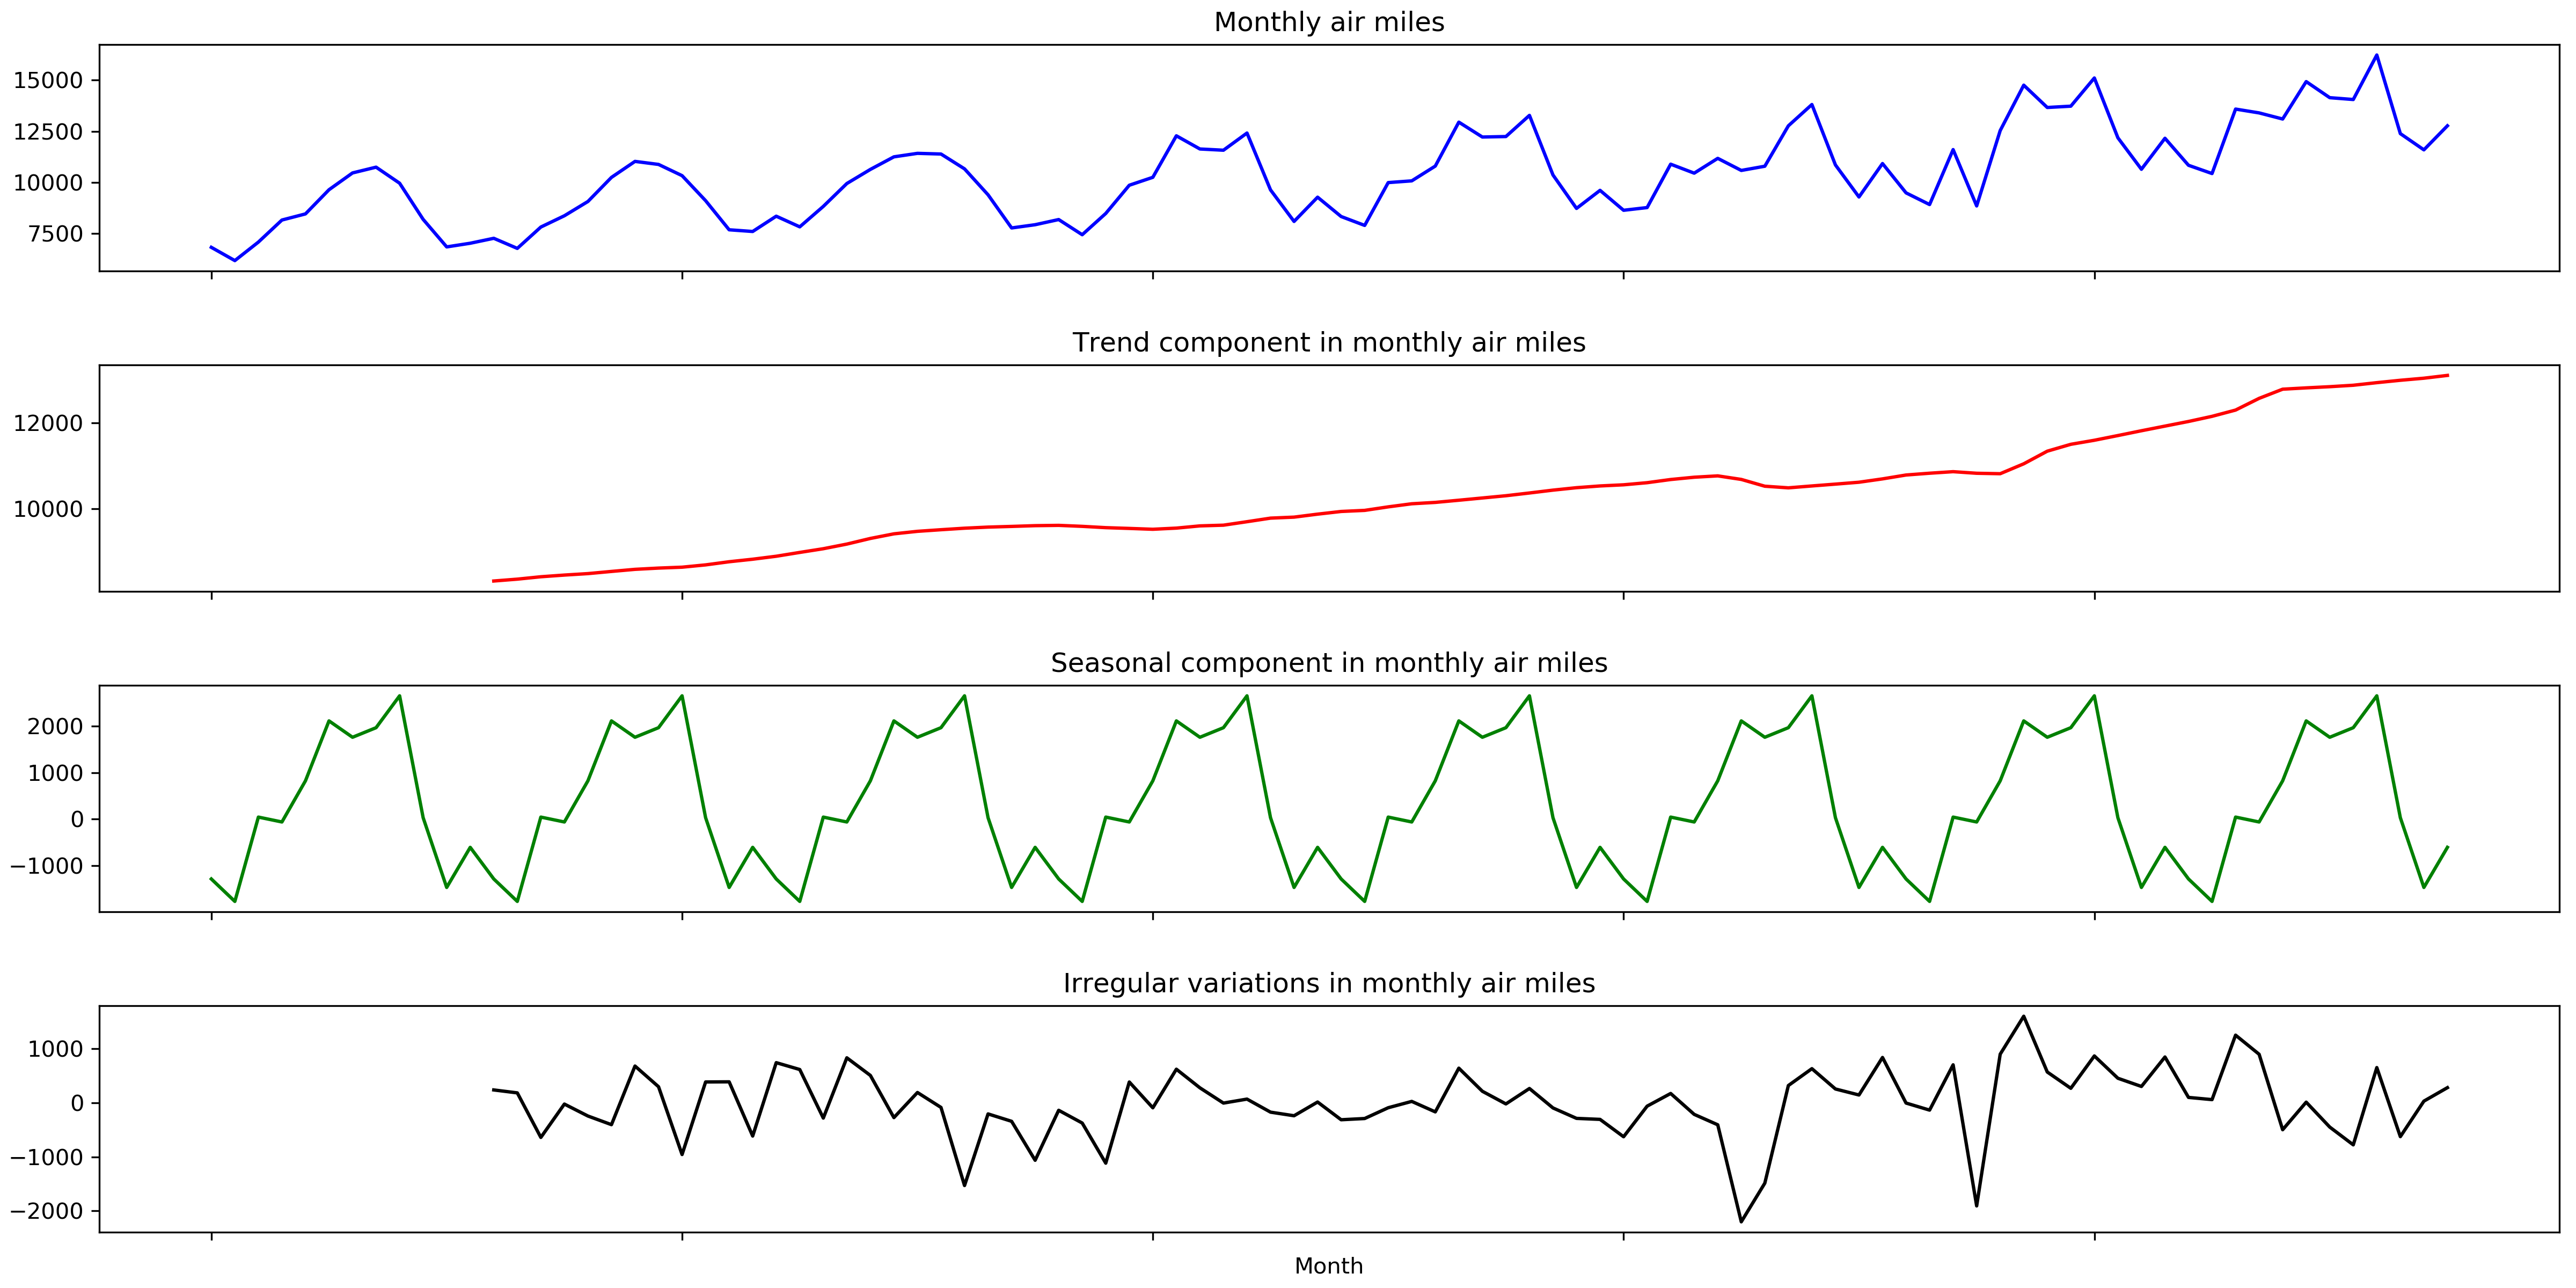 Monthly air miles
15000
12500
10000
7500
Trend component in monthly air miles
12000
10000
Seasonal component in monthly air miles
2000
1000
0
−1000
Irregular variations in monthly air miles
1000
0
−1000
−2000
Month